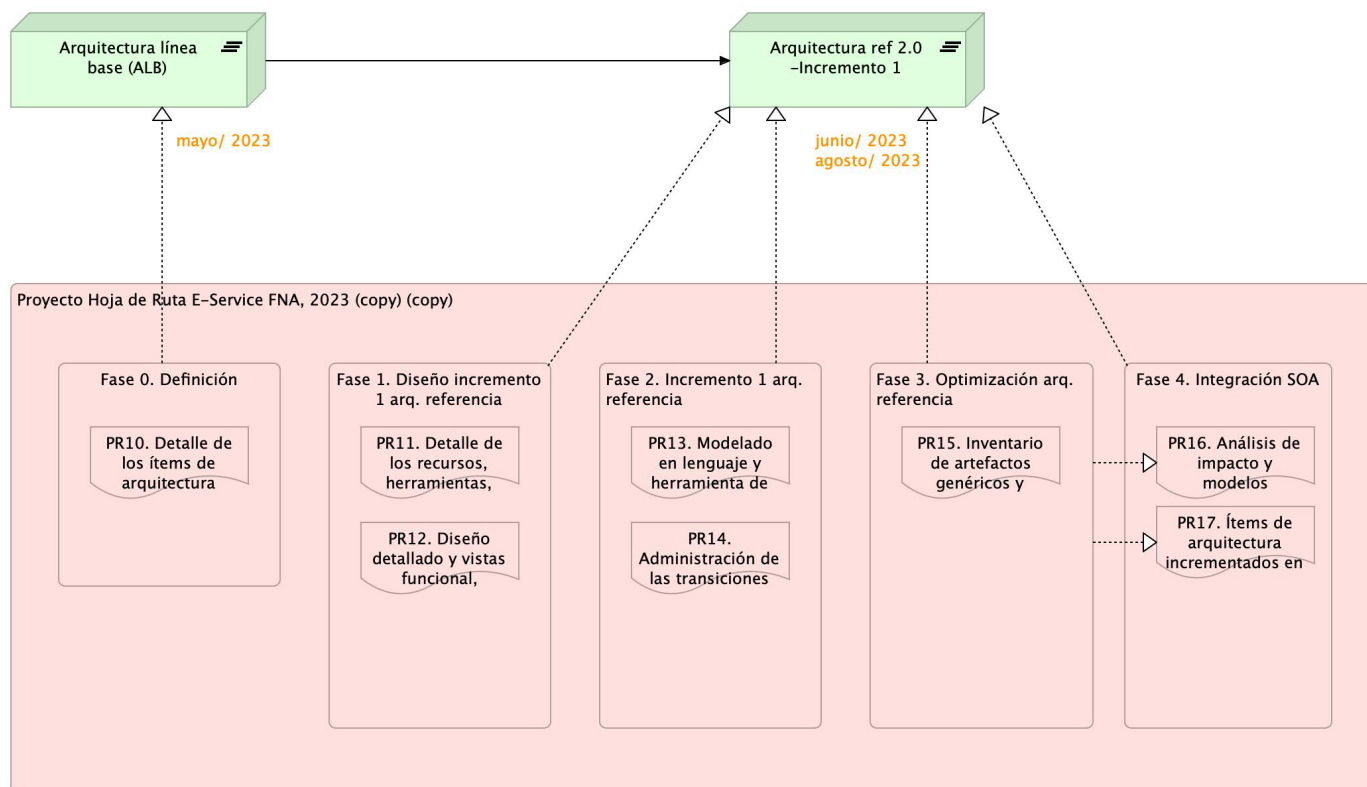 Arquitectura línea
base (ALB)
Arquitectura ref 2.0
-Incremento 1
mayo/ 2023
junio/ 2023
agosto/ 2023
Proyecto Hoja de Ruta E-Service FNA, 2023 (copy) (copy)
Fase 0. Definición
PR10. Detalle de
los ítems de
arquitectura
Fase 1. Diseño incremento
1 arq. referencia
PR11. Detalle de
los recursos,
herramientas,
PR12. Diseño
detallado y vistas
funcional,
Fase 2. Incremento 1 arq.
referencia
PR13. Modelado
en lenguaje y
herramienta de
PR14.
Administración de
las transiciones
Fase 3. Optimización arq.
referencia
PR15. Inventario
de artefactos
genéricos y
Fase 4. Integración SOA
PR16. Análisis de
impacto y
modelos
PR17. Ítems de
arquitectura
incrementados en